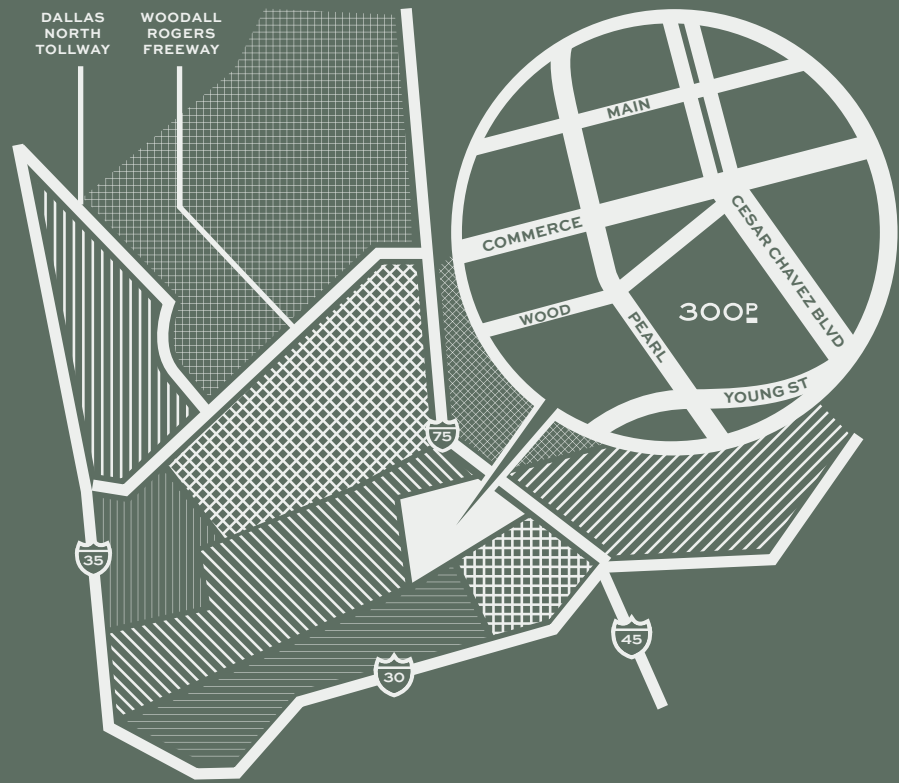 DALLAS
NORTH
TOLLWAY
WOODALL
ROGERS
FREEWAY
MAIN
COMMERCE
CESAR CHAVEZ BLVD
WOOD
300P
PEARL
YOUNG ST
75
35
45
30